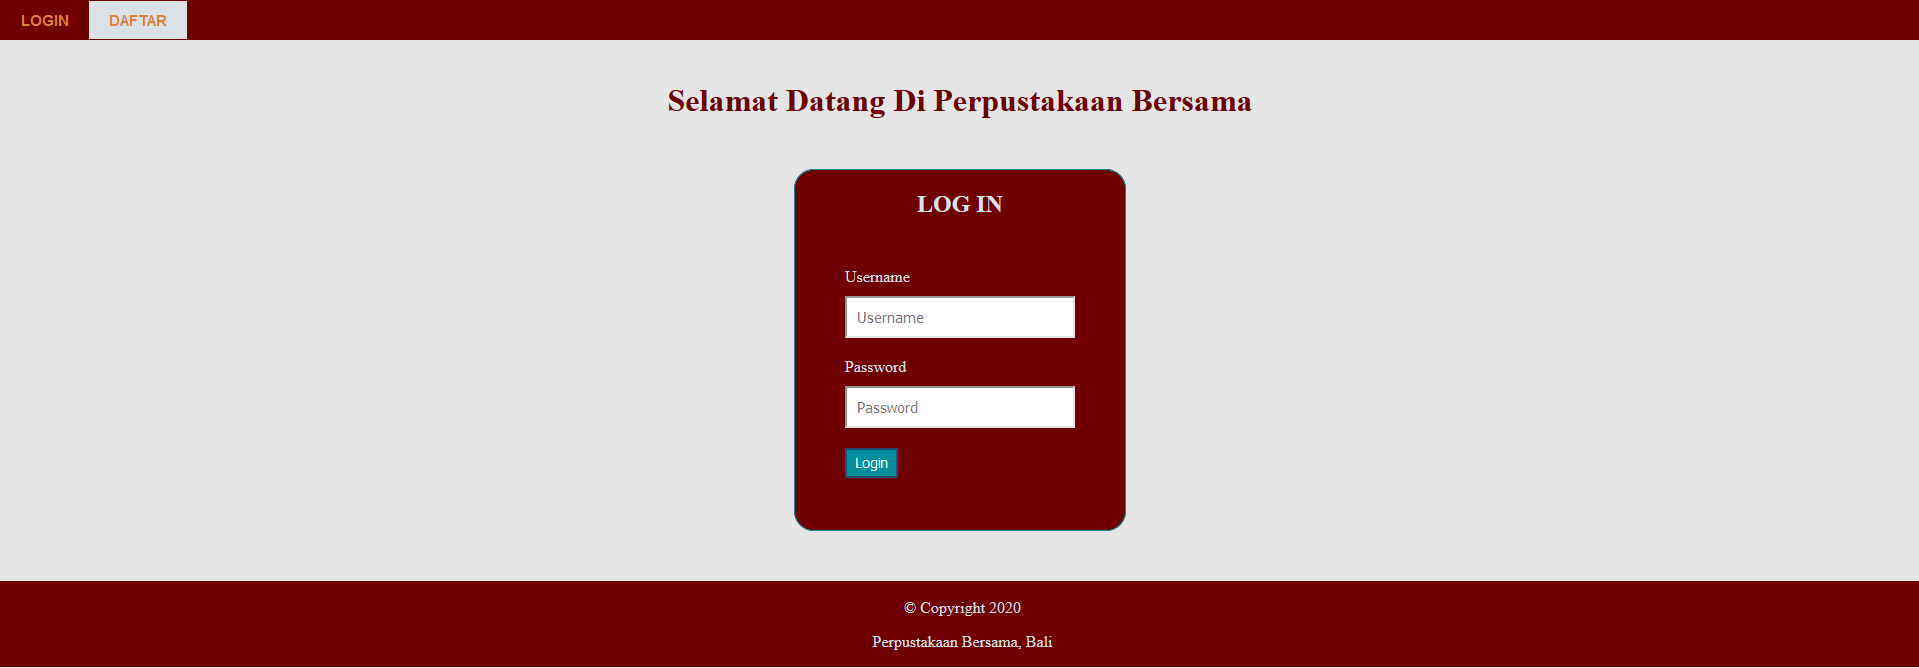 LOGIN DAFTAR
Selamat Datang Di Perpustakaan Bersama
LOG IN
Username
Username
Password
Password
Login
© Copyright 2020
Perpustakaan Bersama, Bali